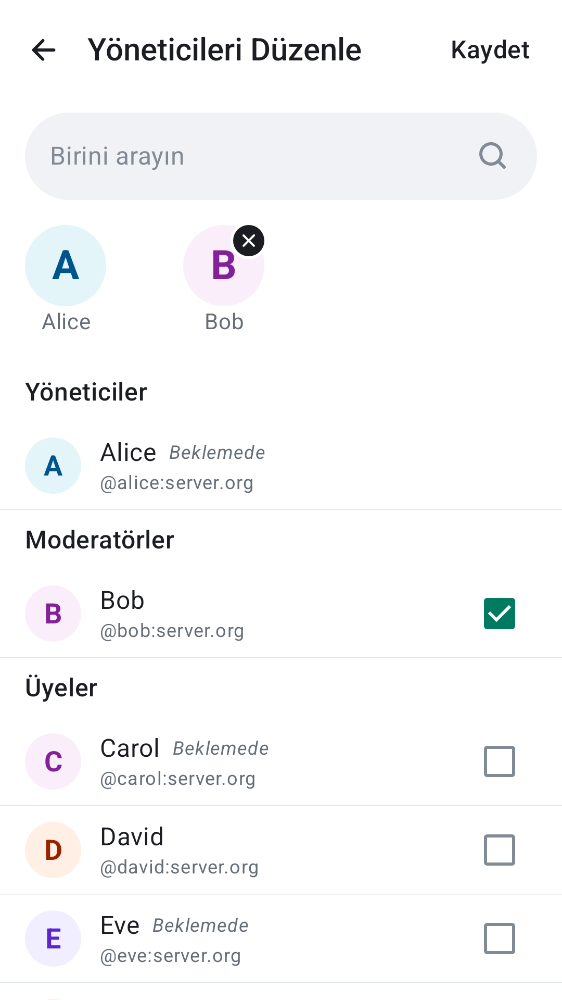 Yöneticileri Düzenle
Kaydet
Birini arayın
A
B
Alice
Bob
Yöneticiler
A
Alice Beklemede
@alice:server.org
Moderatörler
B
Bob
@bob:server.org
Üyeler
C
Carol Beklemede
@carol:server.org
D
David
@david:server.org
E
Eve Beklemede
@eve:server.org